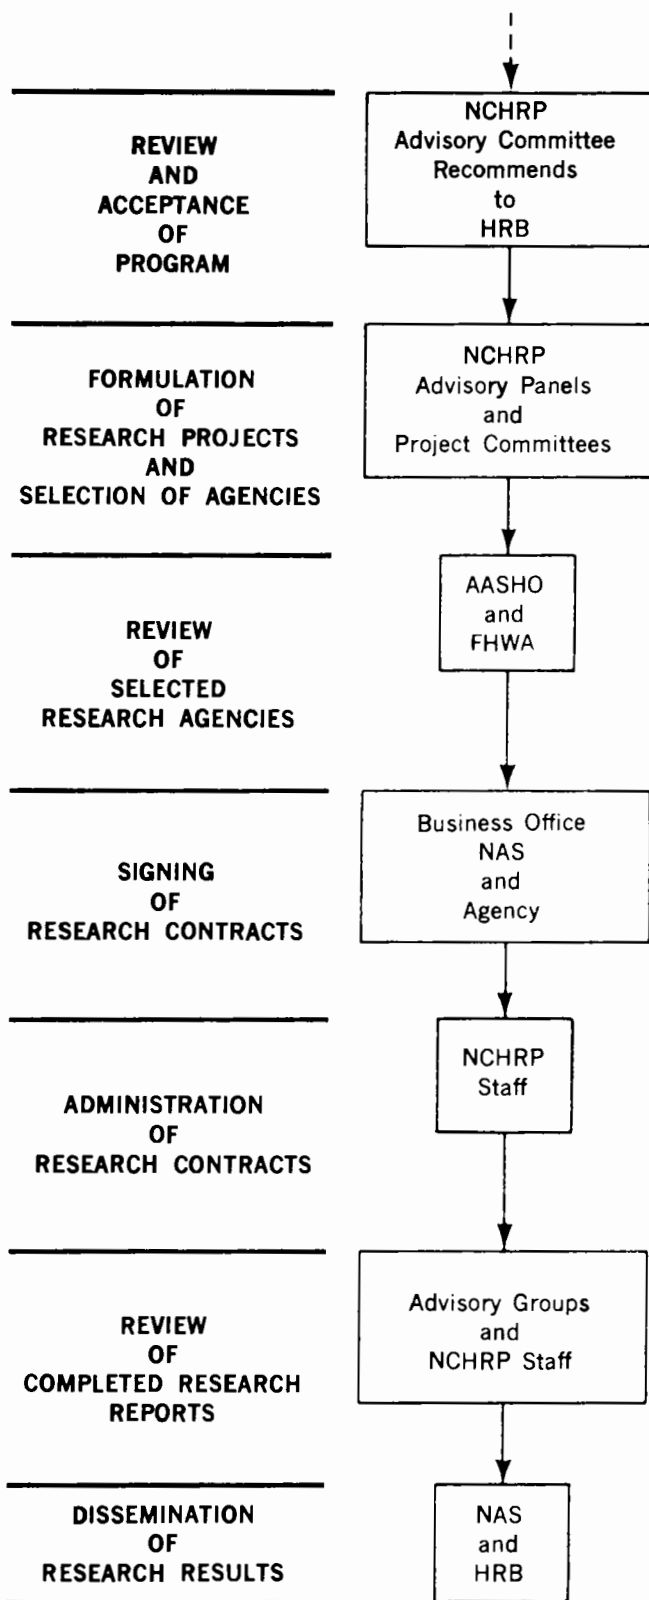 REVIEW
AND
ACCEPTANCE
OF
PROGRAM
NCHRP
Advisory Committee
Recommends
to
HRB
FORMULATION
OF
RESEARCH PROJECTS
AND
SELECTION OF AGENCIES
NCHRP
Advisory Panels
and
Project Committees
REVIEW
OF
SELECTED
RESEARCH AGENCIES
AASHO
and
FHWA
SIGNING
OF
RESEARCH CONTRACTS
Business Office
NAS
and
Agency
ADMINISTRATION
OF
RESEARCH CONTRACTS
NCHRP
Staff
REVIEW
OF
COMPLETED RESEARCH
REPORTS
Advisory Groups
and
NCHRP Staff
DISSEMINATION
OF
RESEARCH RESULTS
NAS
and
HRB